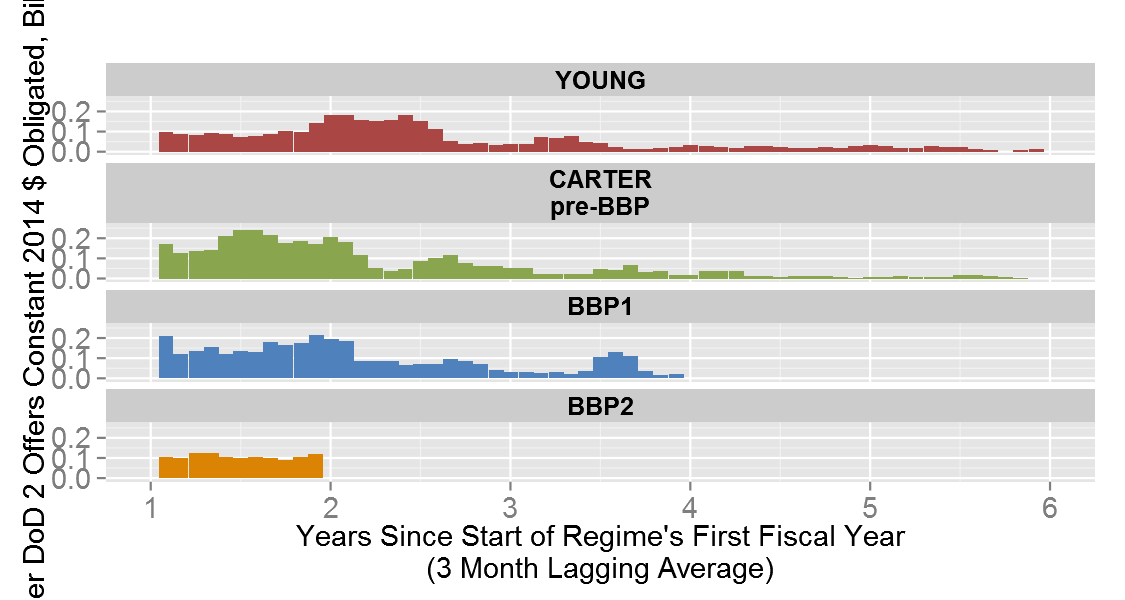 er DoD 2 Offers Constant 2014 $ Obligated, Bil
YOUNG
0.2
0.1
0.0
CARTER
pre-BBP
0.2
0.1
0.0
BBP1
0.2
0.1
0.0
BBP2
0.2
0.1
0.0
1 2 3 4 5 6
Years Since Start of Regime's First Fiscal Year
(3 Month Lagging Average)